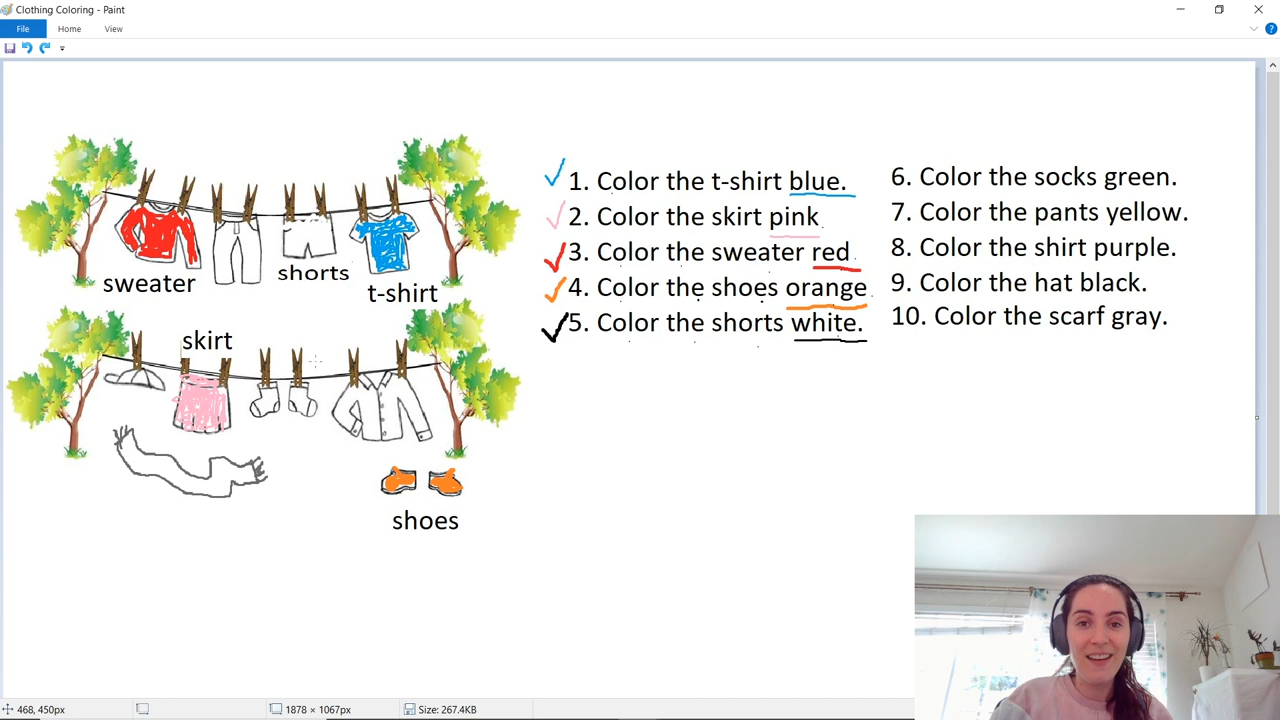 Clothing Coloring - Paint
File Home View
sweater
shorts
t-shirt
skirt
shoes
1. Color the t-shirt blue.
2. Color the skirt pink
3. Color the sweater red
4. Color the shoes orange
5. Color the shorts white.
6. Color the socks green.
7. Color the pants yellow.
8. Color the shirt purple.
9. Color the hat black.
10. Color the scarf gray.
468, 450px
1878 × 1067px
Size: 267.4KB